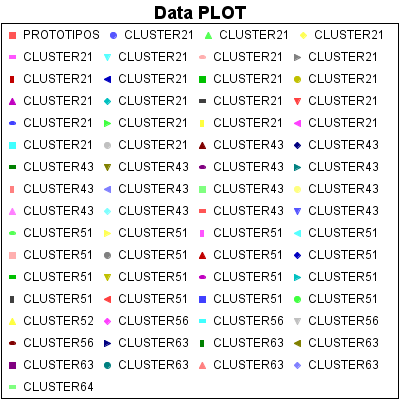 Data PLOT
PROTOTIPOS CLUSTER21 CLUSTER21 CLUSTER21
CLUSTER21 CLUSTER21 CLUSTER21 CLUSTER21
CLUSTER21 CLUSTER21 CLUSTER21 CLUSTER21
CLUSTER21 CLUSTER21 CLUSTER21 CLUSTER21
CLUSTER21 CLUSTER21 CLUSTER21 CLUSTER21
CLUSTER21 CLUSTER21 CLUSTER43 CLUSTER43
CLUSTER43 CLUSTER43 CLUSTER43 CLUSTER43
CLUSTER43 CLUSTER43 CLUSTER43 CLUSTER43
CLUSTER43 CLUSTER43 CLUSTER43 CLUSTER43
CLUSTER51 CLUSTER51 CLUSTER51 CLUSTER51
CLUSTER51 CLUSTER51 CLUSTER51 CLUSTER51
CLUSTER51 CLUSTER51 CLUSTER51 CLUSTER51
CLUSTER51 CLUSTER51 CLUSTER51 CLUSTER51
CLUSTER52 CLUSTER56 CLUSTER56 CLUSTER56
CLUSTER56 CLUSTER63 CLUSTER63 CLUSTER63
CLUSTER63 CLUSTER63 CLUSTER63 CLUSTER63
CLUSTER64